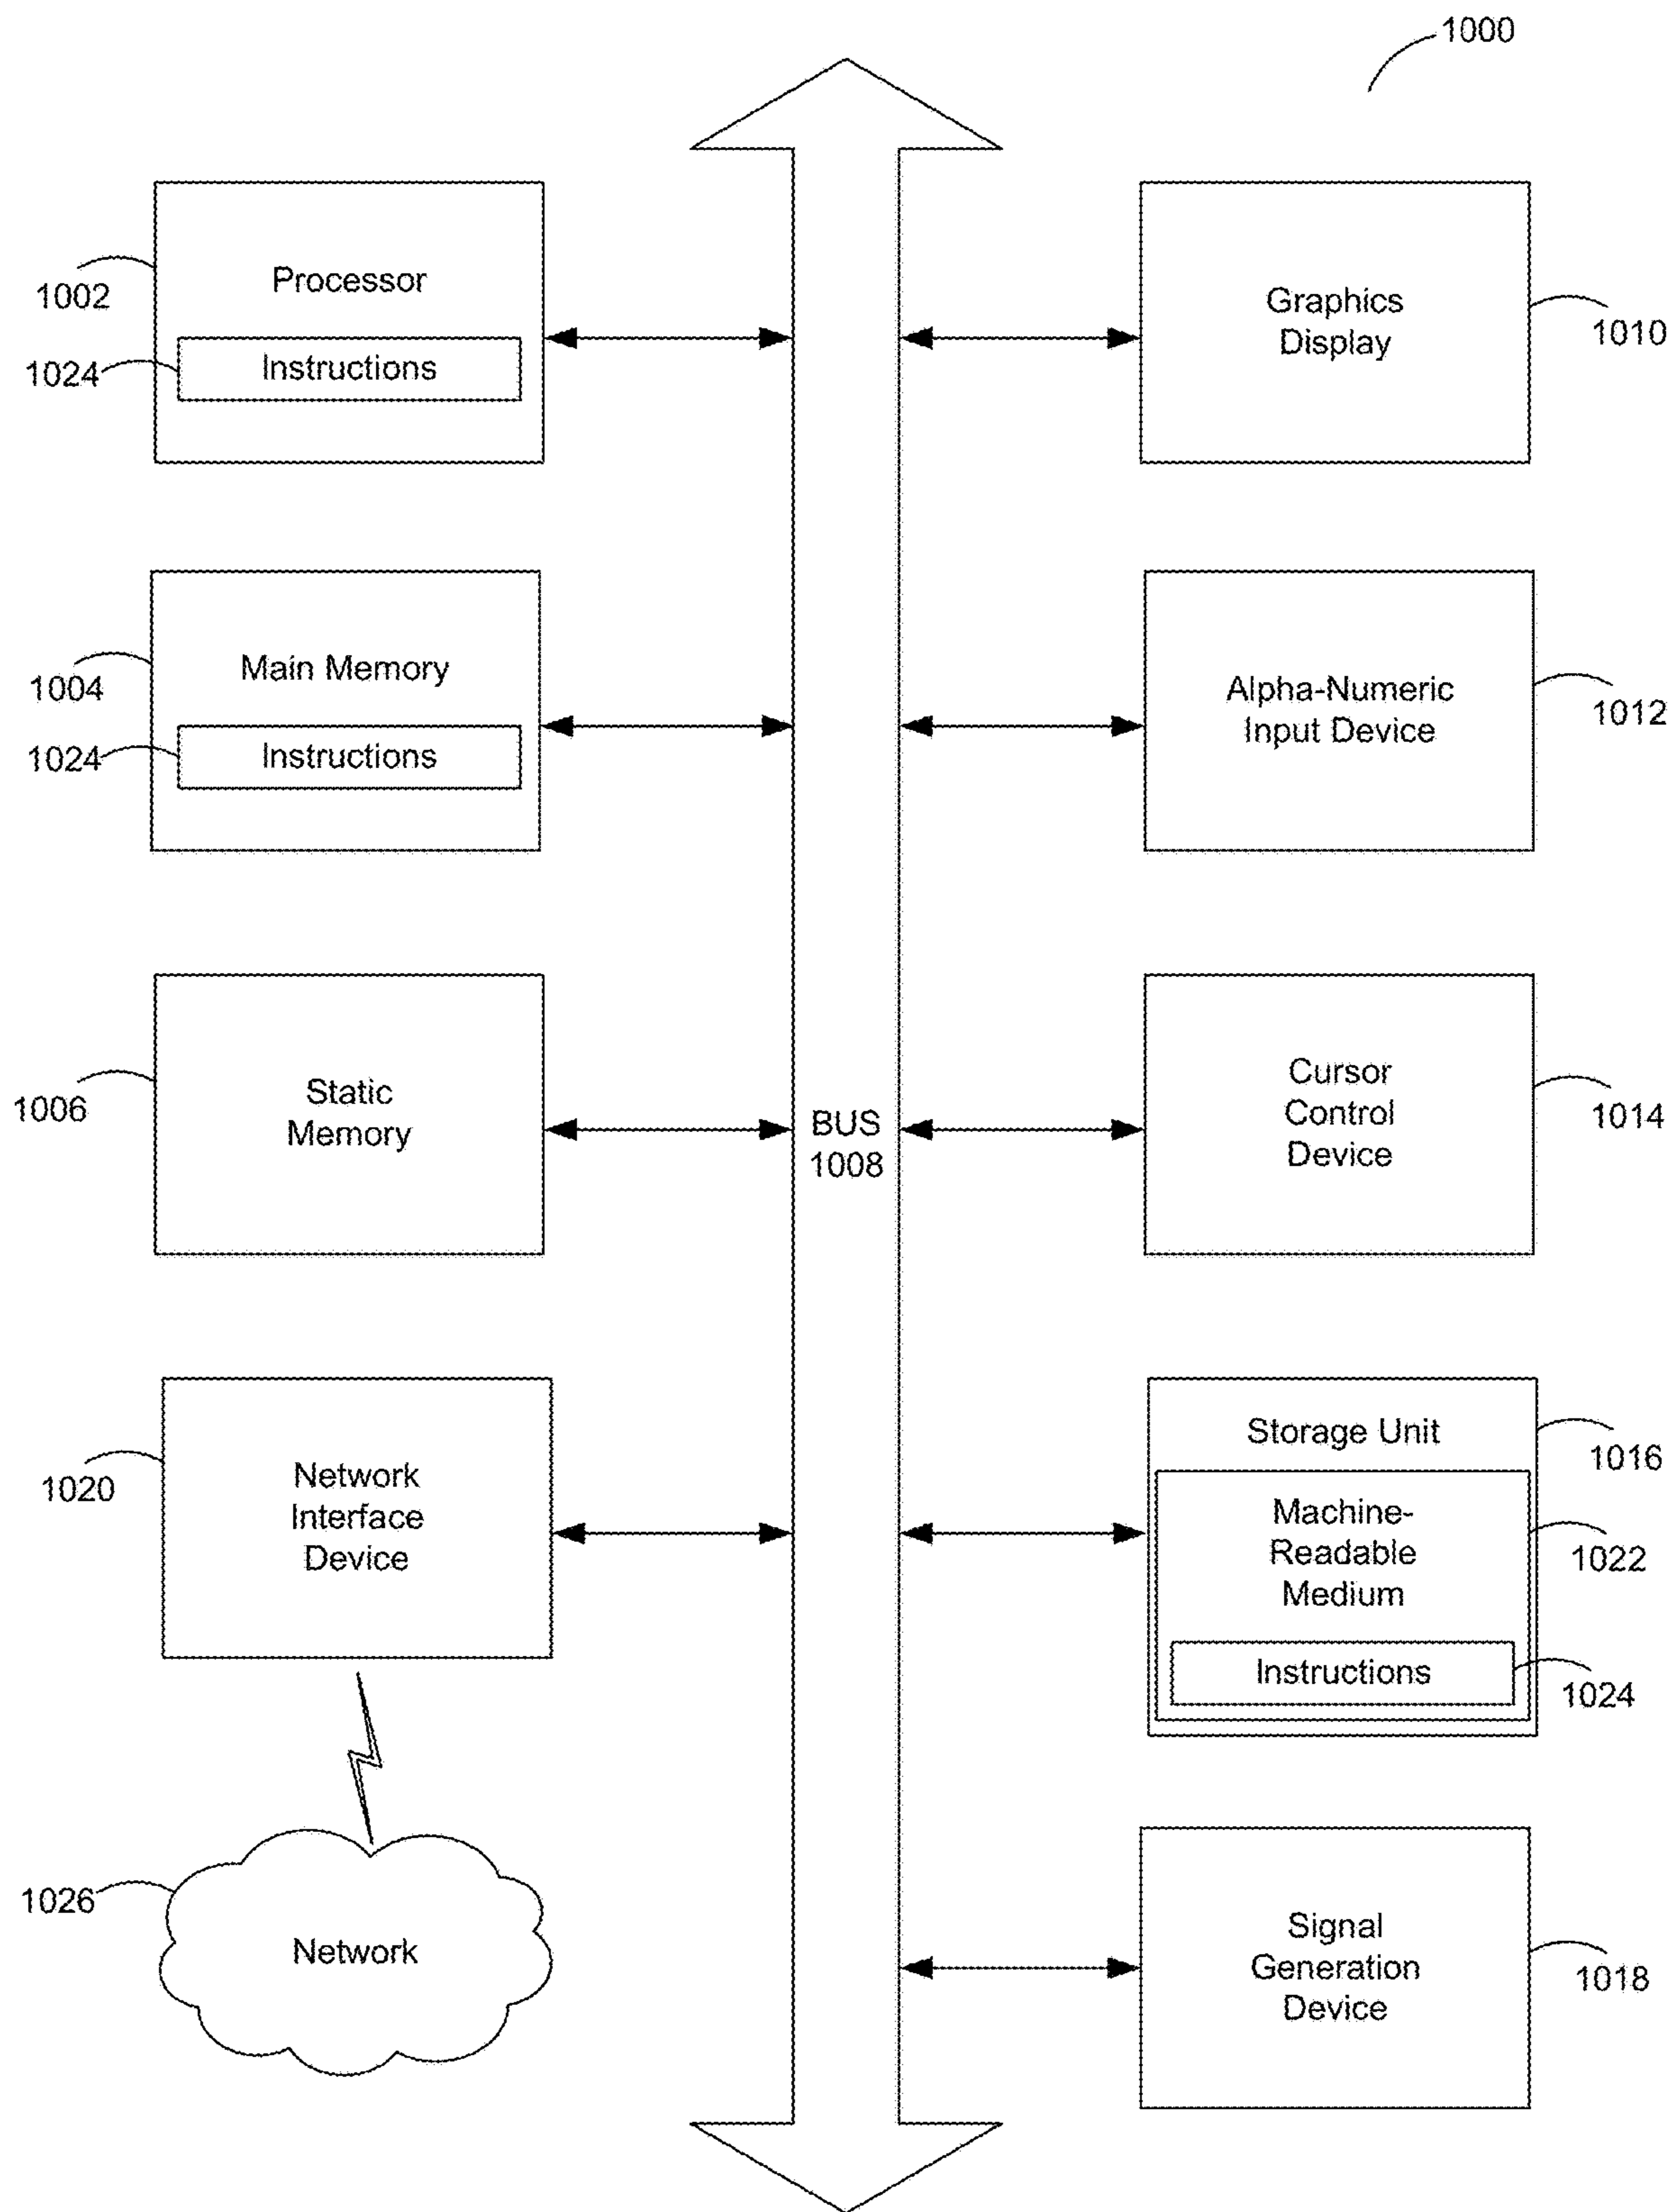 1000
Processor
1002
Instructions
1024
Graphics
Display
1010
Main Memory
1004
Instructions
1024
Alpha-Numeric
Input Device
1012
Static
Memory
1006
BUS
1008
Cursor
Control
Device
1014
Network
Interface
Device
1020
Storage Unit
1016
Machine-
Readable
Medium
1022
Instructions
1024
Network
1026
Signal
Generation
Device
1018